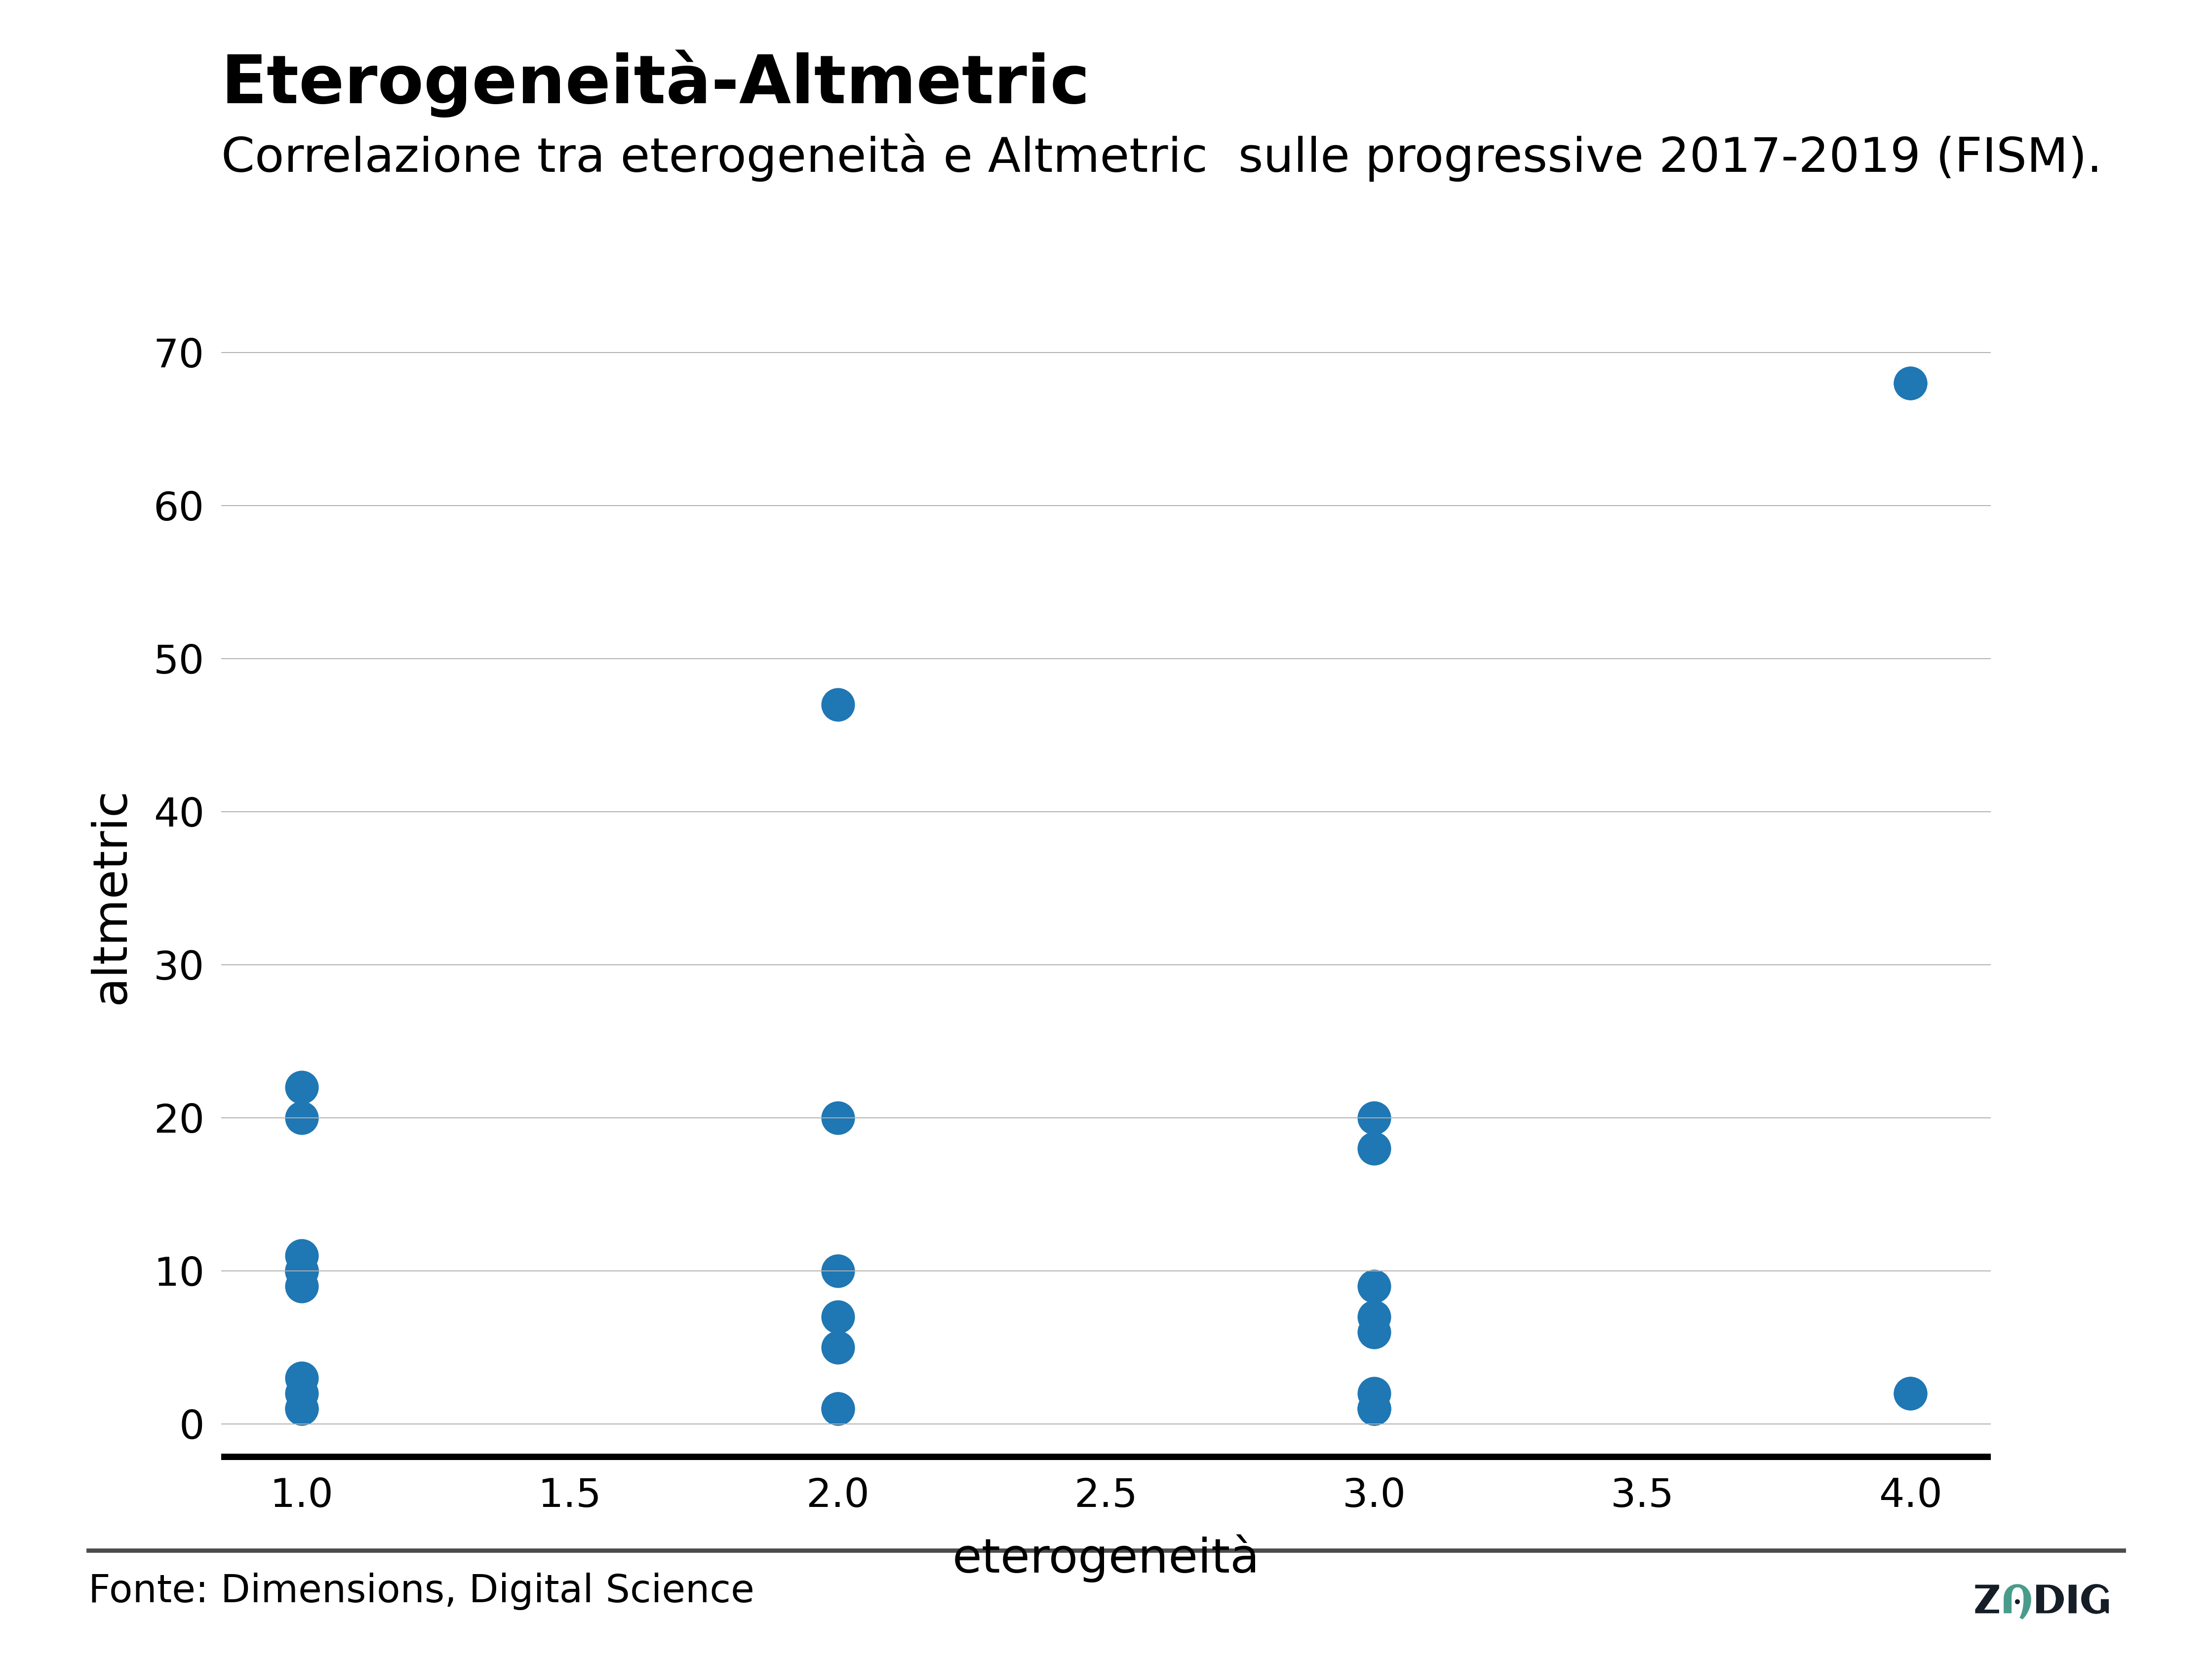 Eterogeneità-Altmetric
Correlazione tra eterogeneità e Altmetric  sulle progressive 2017-2019 (FISM).
altmetric
70
60
50
40
30
20
10
0
1.0 1.5 2.0 2.5 3.0 3.5 4.0
eterogeneità
Fonte: Dimensions, Digital Science
ZADIG